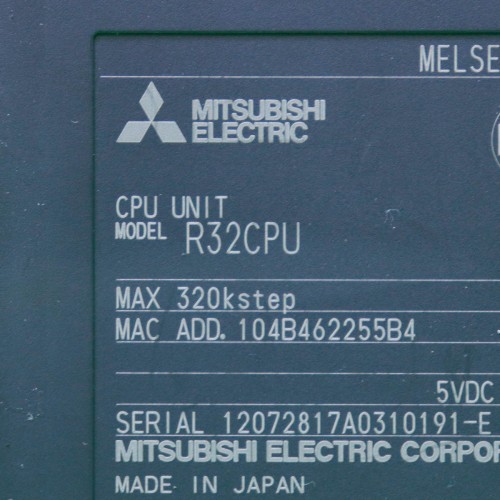 MELSE
MITSUBISHI
ELECTRIC
CPU UNIT
MODEL R32CPU
MAX 320kstep
MAC ADD. 104B462255B4
5VDC
SERIAL 12072817A0310191-E
MITSUBISHI ELECTRIC CORPOR
MADE IN JAPAN